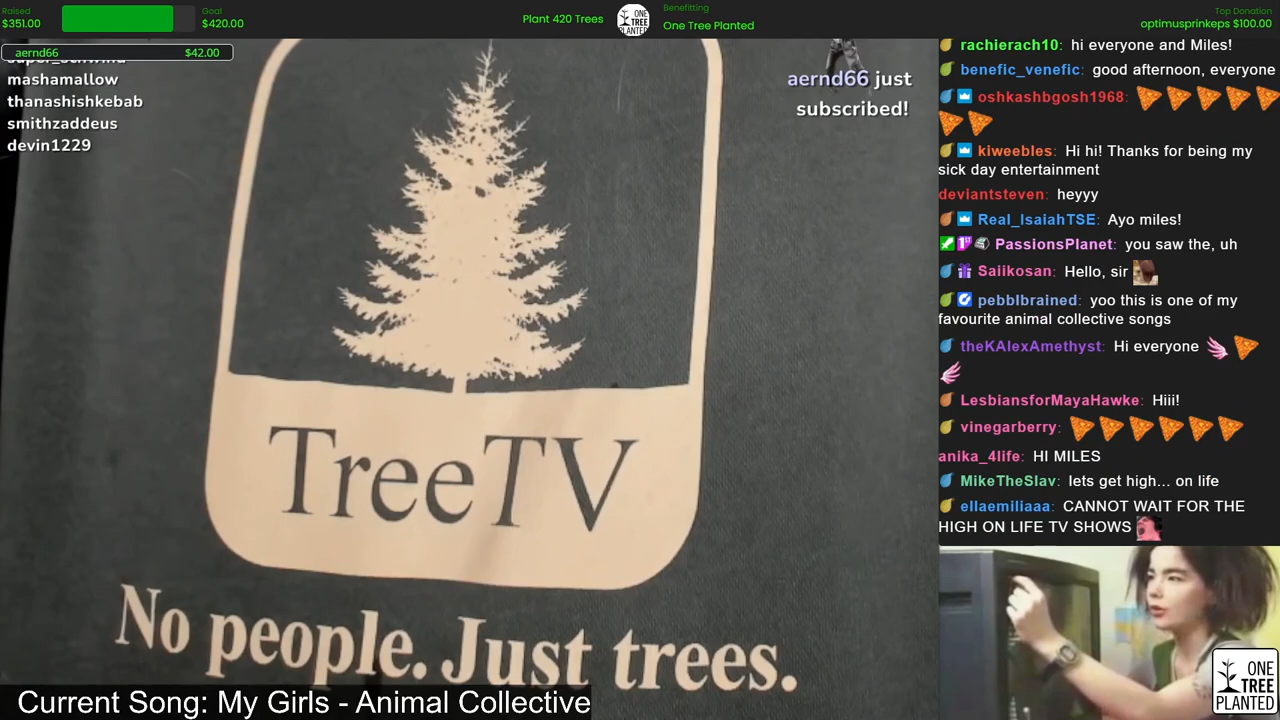 Raised
$351.00
Goal
$420.00
Plant 420 Trees
ONE
TREE
PLANTED
Benefitting
One Tree Planted
Top Donation
optimusprinkeps $100.00
aernd66 $42.00
mashamallow
thanashishkebab
smithzaddeus
devin1229
aernd66 just
subscribed!
TreeTV
No people. Just trees.
Current Song: My Girls - Animal Collective
rachierach10: hi everyone and Miles!
benefic_venefic: good afternoon, everyone
oshkashbgosh1968:
kiweebles: Hi hi! Thanks for being my
sick day entertainment
deviantsteven: heyyy
Real_IsaiahTSE: Ayo miles!
PassionsPlanet: you saw the, uh
Saiikosan: Hello, sir
pebblbrained: yoo this is one of my
favourite animal collective songs
theKAlexAmethyst: Hi everyone
LesbiansforMayaHawke: Hiii!
vinegarberry:
anika_4life: HI MILES
MikeTheSlav: lets get high... on life
ellaemiliaaa: CANNOT WAIT FOR THE
HIGH ON LIFE TV SHOWS
ONE
TREE
PLANTED